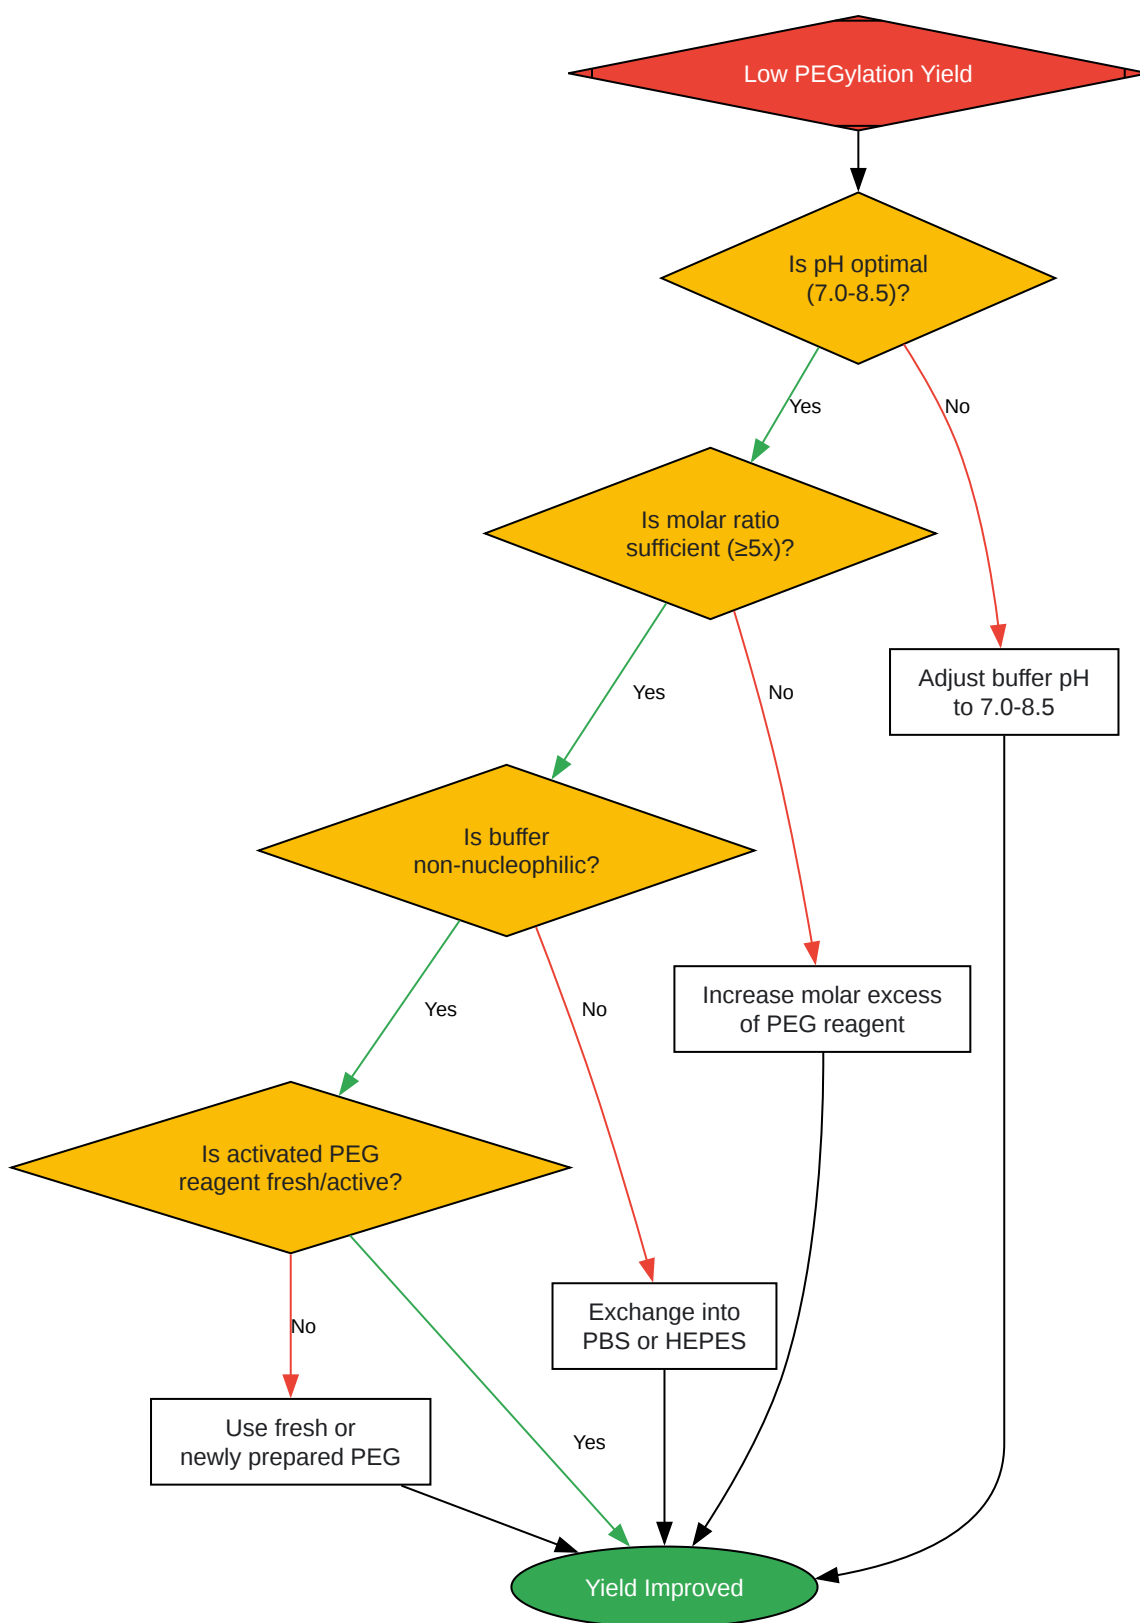 Low PEGylation Yield
Is pH optimal
(7.0-8.5)?
Yes
No
Is molar ratio
sufficient (≥5x)?
Yes
No
Adjust buffer pH
to 7.0-8.5
Is buffer
non-nucleophilic?
Yes
No
Increase molar excess
of PEG reagent
Is activated PEG
reagent fresh/active?
No
Yes
Exchange into
PBS or HEPES
Use fresh or
newly prepared PEG
Yield Improved